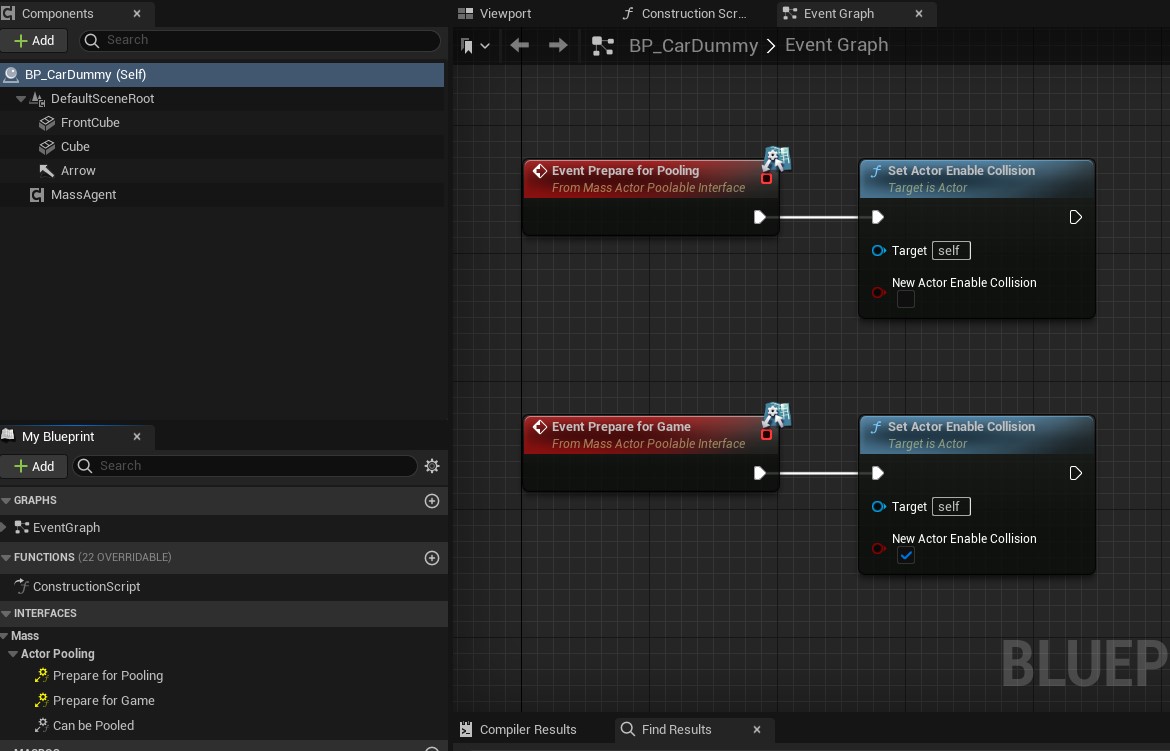 Components
Add
Search
BP_CarDummy (Self)
DefaultSceneRoot
FrontCube
Cube
Arrow
MassAgent
My Blueprint
Add
Search
GRAPHS
EventGraph
FUNCTIONS (22 OVERRIDABLE)
ConstructionScript
INTERFACES
Mass
Actor Pooling
Prepare for Pooling
Prepare for Game
Can be Pooled
Viewport
Construction Scr...
Event Graph
BP_CarDummy > Event Graph
Event Prepare for Pooling
From Mass Actor Poolable Interface
Set Actor Enable Collision
Target is Actor
Target self
New Actor Enable Collision
Event Prepare for Game
From Mass Actor Poolable Interface
Set Actor Enable Collision
Target is Actor
Target self
New Actor Enable Collision
BLUEP
Compiler Results
Find Results